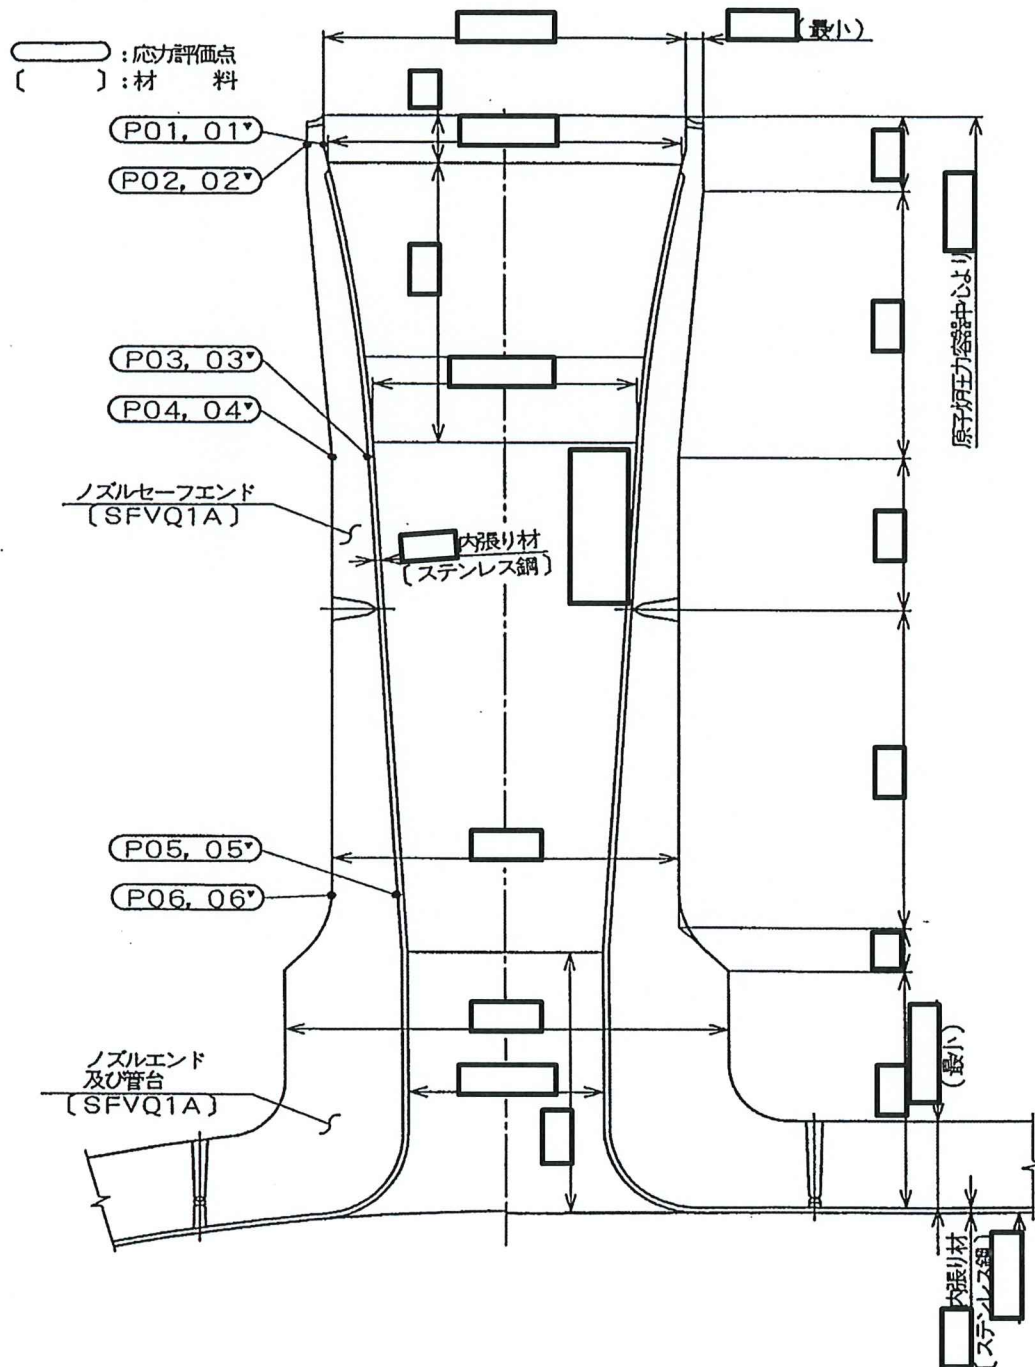 (最小)
: 応力評価点
〔 〕: 材 料
P01, 01'
P02, 02'
原子炉圧力容器中心より
P03, 03'
P04, 04'
ノズルセーフエンド
〔SFVQ1A〕
内張り材
〔ステンレス鋼〕
P05, 05'
P06, 06'
(最小)
ノズルエンド
及び管台
〔SFVQ1A〕
内張り材
〔ステンレス鋼〕